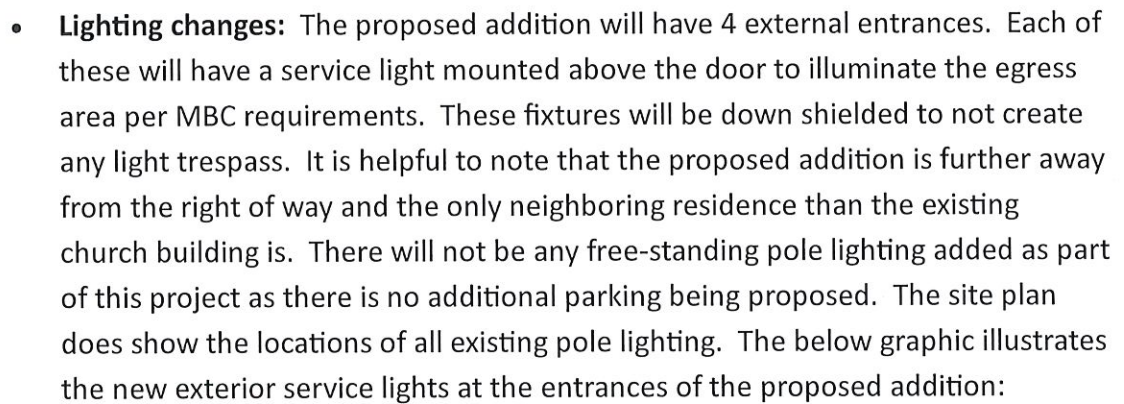 • Lighting changes:  The proposed addition will have 4 external entrances.  Each of
these will have a service light mounted above the door to illuminate the egress
area per MBC requirements.  These fixtures will be down shielded to not create
any light trespass.  It is helpful to note that the proposed addition is further away
from the right of way and the only neighboring residence than the existing
church building is.  There will not be any free-standing pole lighting added as part
of this project as there is no additional parking being proposed.  The site plan
does show the locations of all existing pole lighting.  The below graphic illustrates
the new exterior service lights at the entrances of the proposed addition: